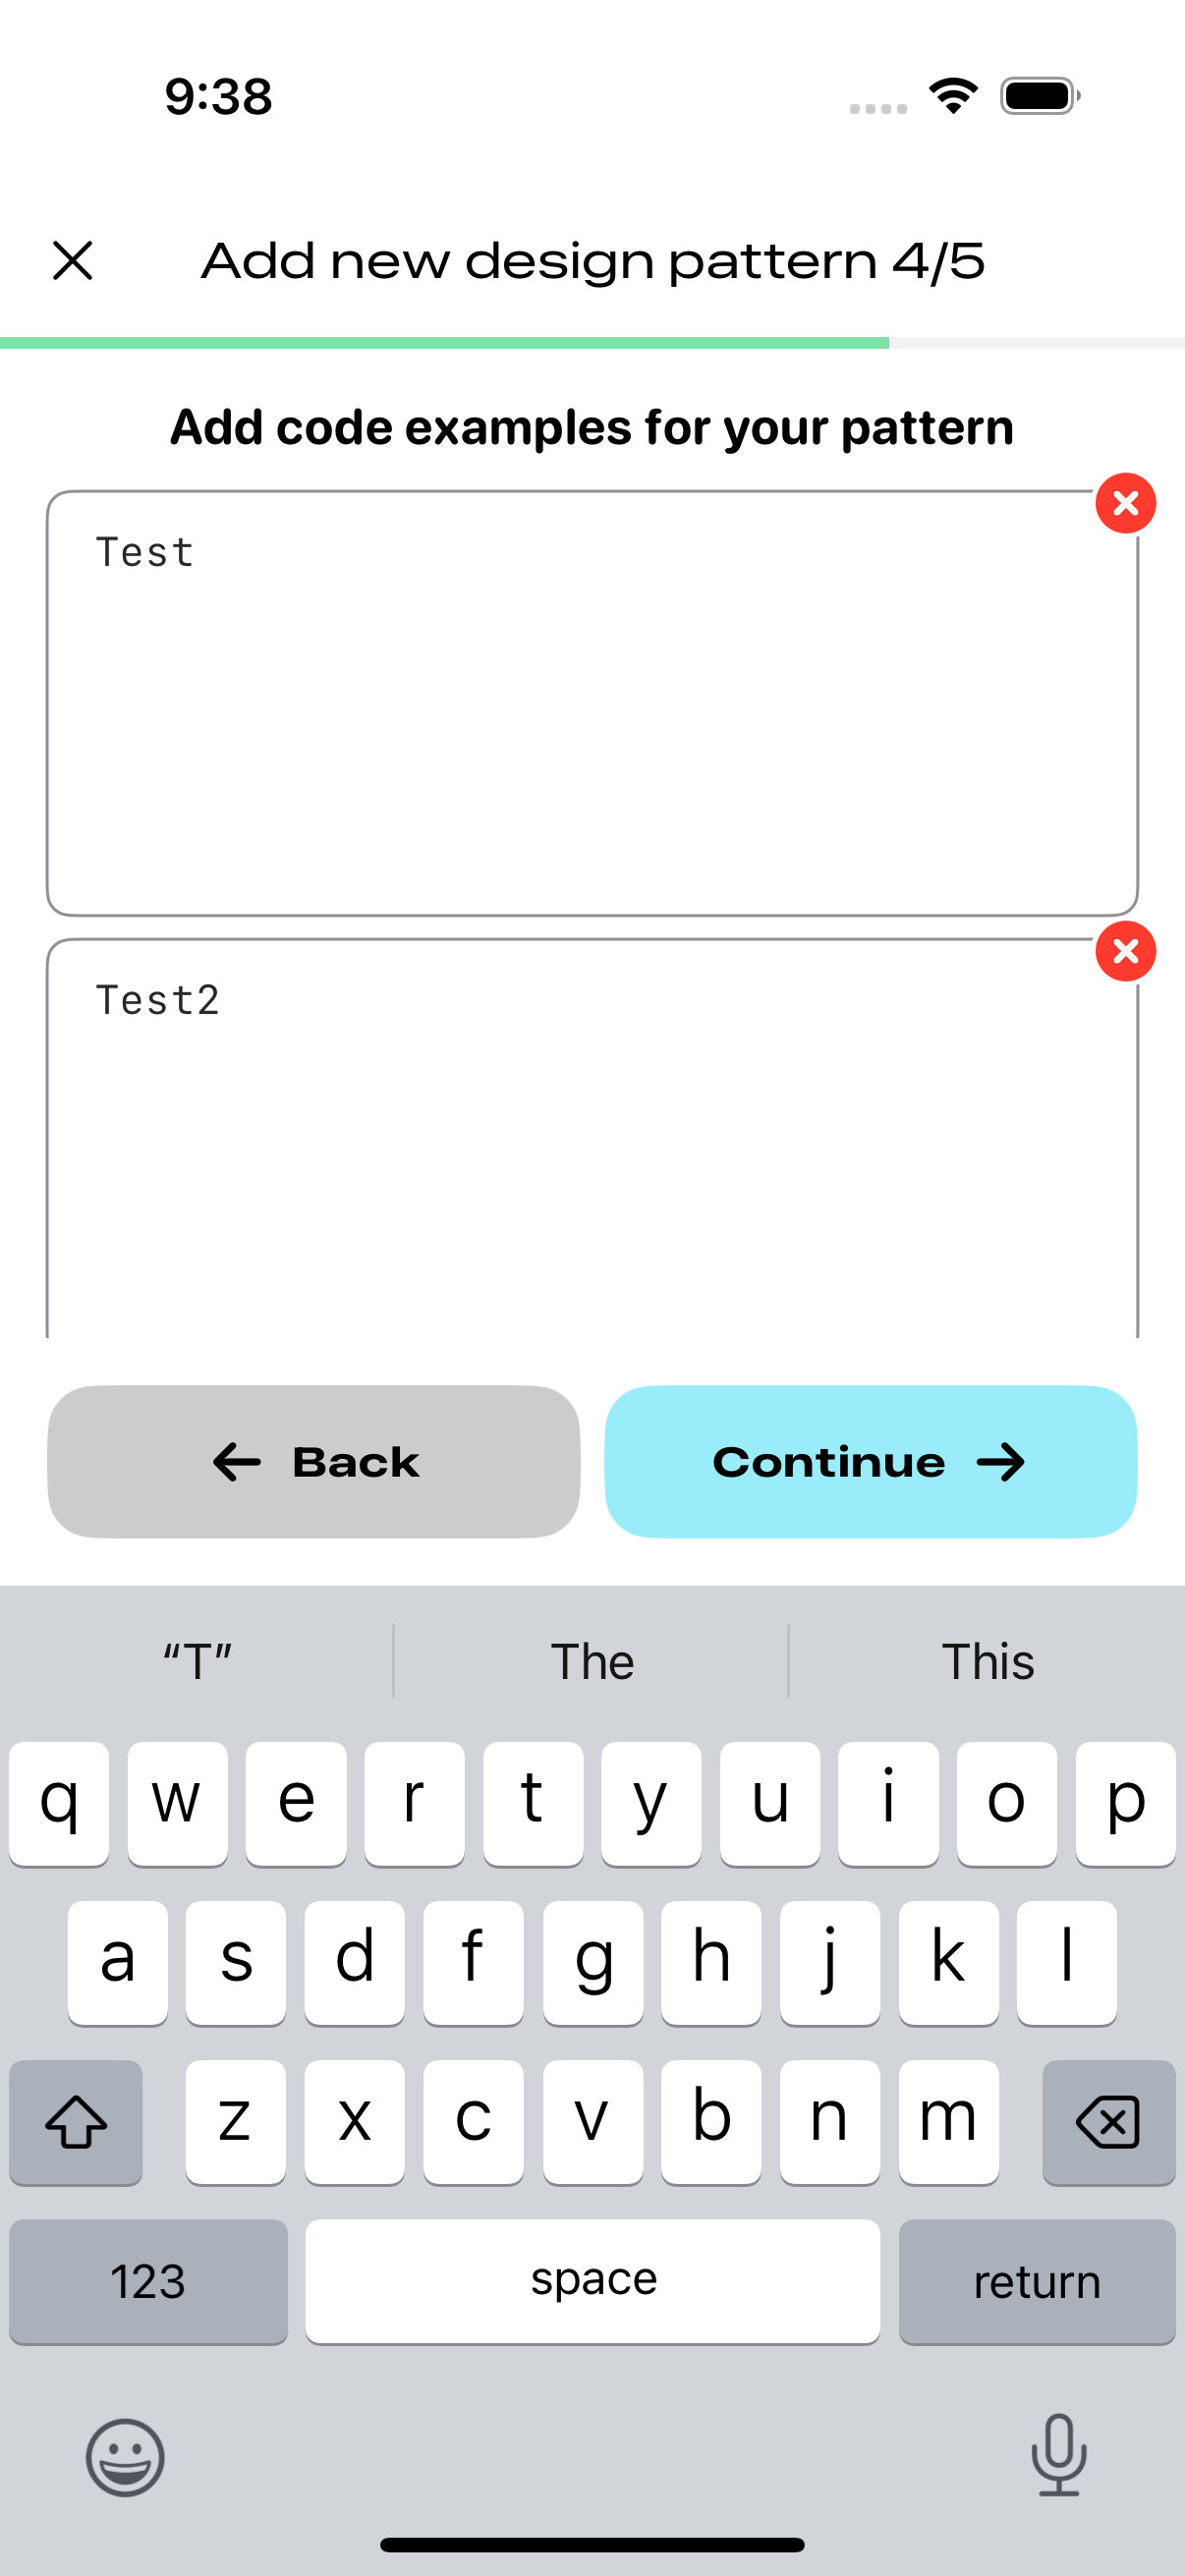 9:38
Add new design pattern 4/5
Add code examples for your pattern
Test
Test2
Back
Continue
“T”
The
This
q w e r t y u i o p
a s d f g h j k l
z x c v b n m
123
space
return